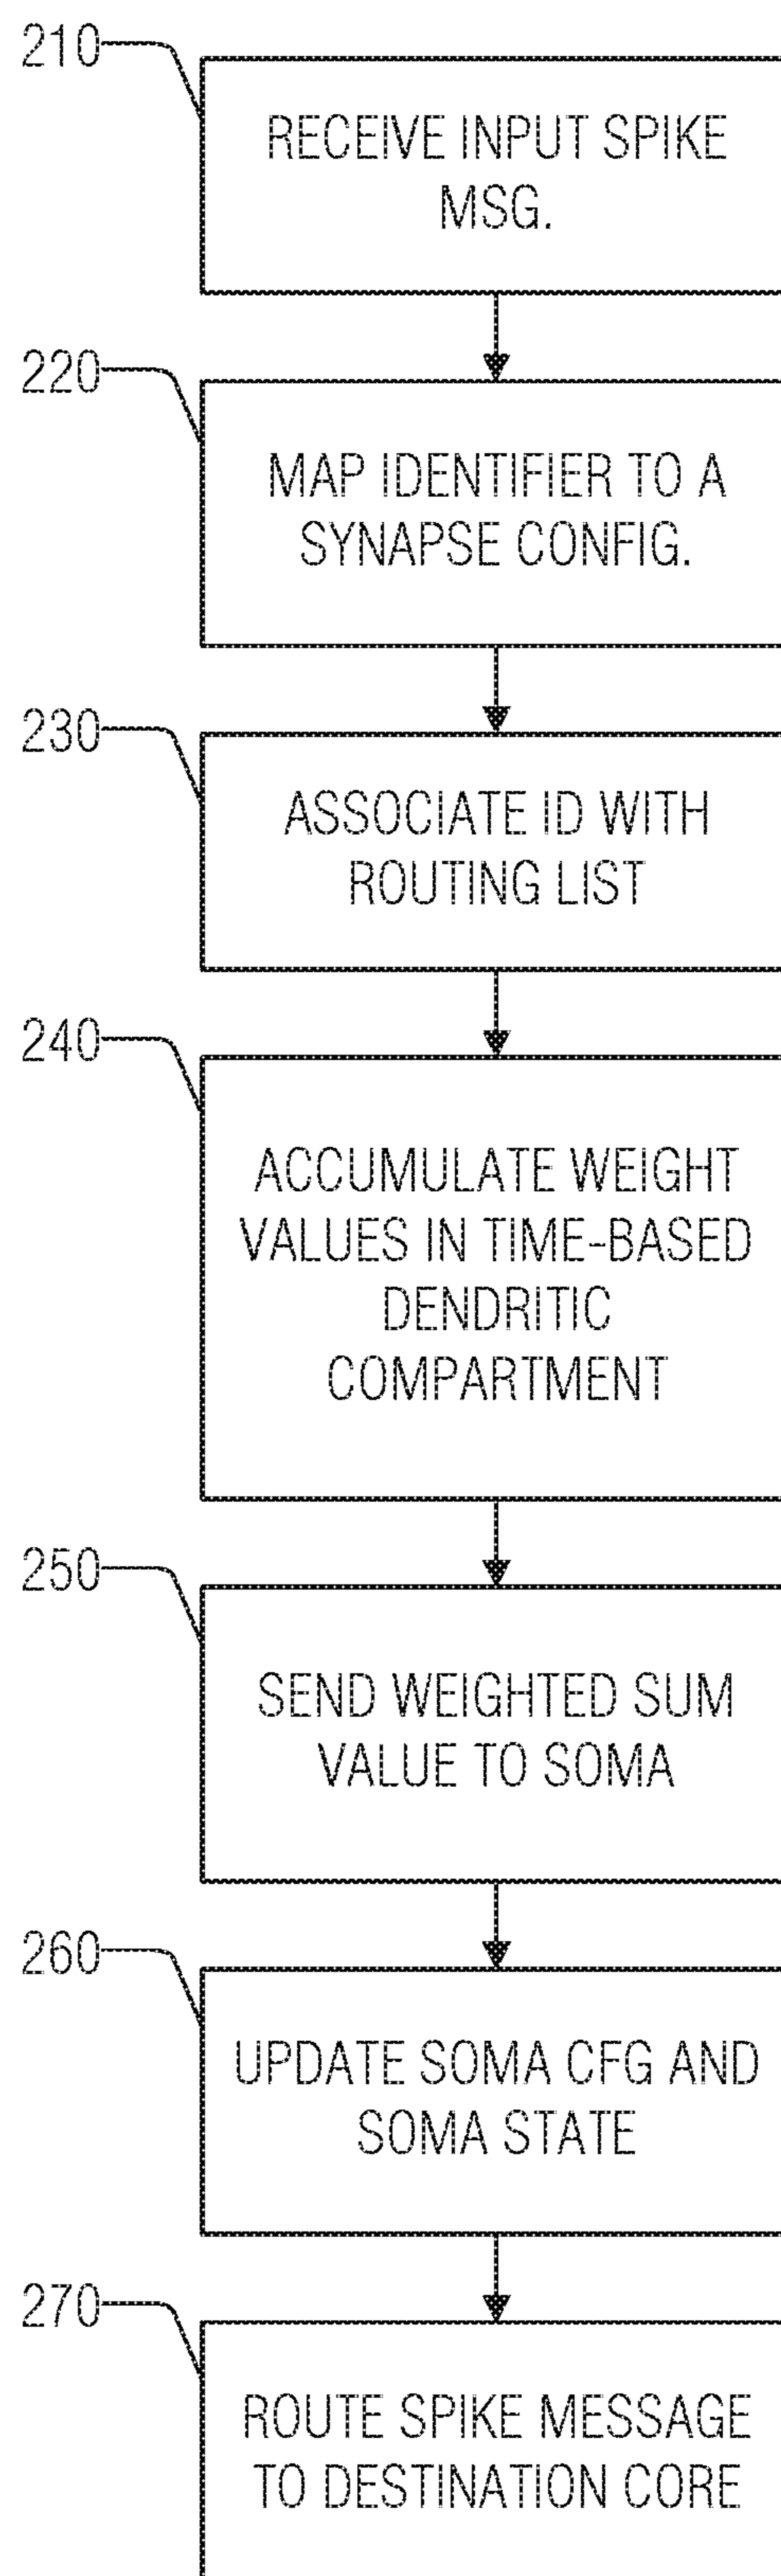 210
RECEIVE INPUT SPIKE
MSG.
220
MAP IDENTIFIER TO A
SYNAPSE CONFIG.
230
ASSOCIATE ID WITH
ROUTING LIST
240
ACCUMULATE WEIGHT
VALUES IN TIME-BASED
DENDRITIC
COMPARTMENT
250
SEND WEIGHTED SUM
VALUE TO SOMA
260
UPDATE SOMA CFG AND
SOMA STATE
270
ROUTE SPIKE MESSAGE
TO DESTINATION CORE